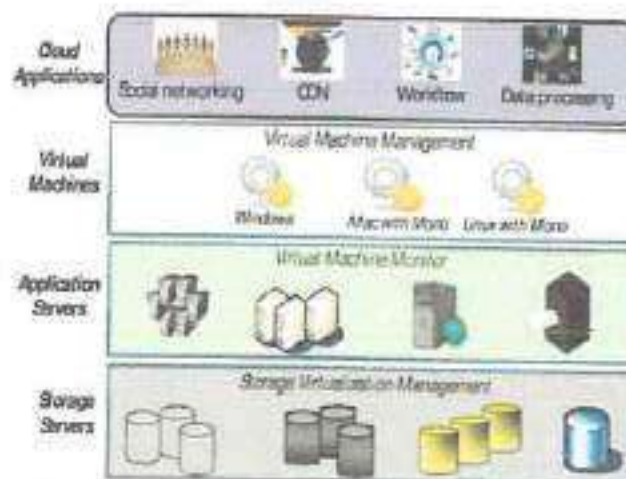 Cloud
Applications
Social networking
CDN
Workflow
Data processing
Virtual
Machines
Virtual Machine Management
Windows
Mac with Mono
Linux with Mono
Application
Servers
Virtual Machine Monitor
Storage
Servers
Storage Virtualization Management